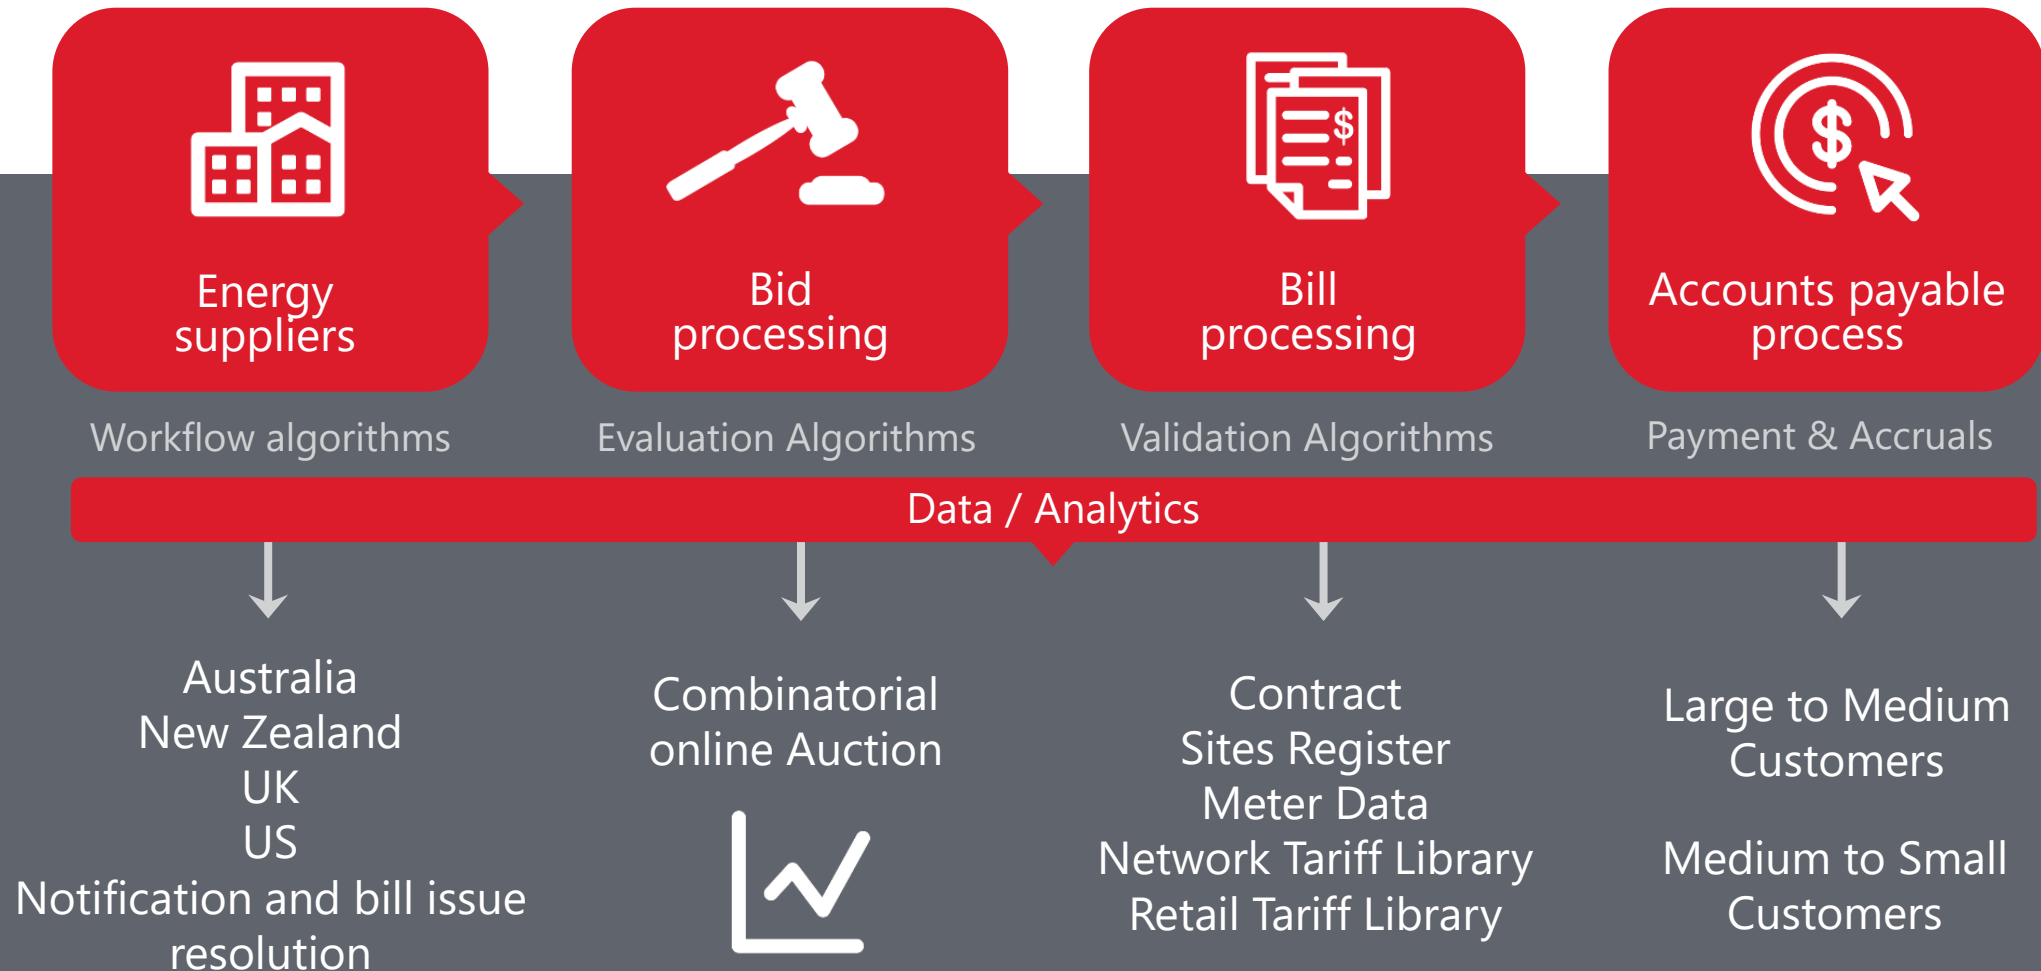 Energy
suppliers
Bid
processing
Bill
processing
Accounts payable
process
Workflow algorithms
Evaluation Algorithms
Validation Algorithms
Payment & Accruals
Data / Analytics
Australia
New Zealand
UK
US
Notification and bill issue
resolution
Combinatorial
online Auction
Contract
Sites Register
Meter Data
Network Tariff Library
Retail Tariff Library
Large to Medium
Customers
Medium to Small
Customers